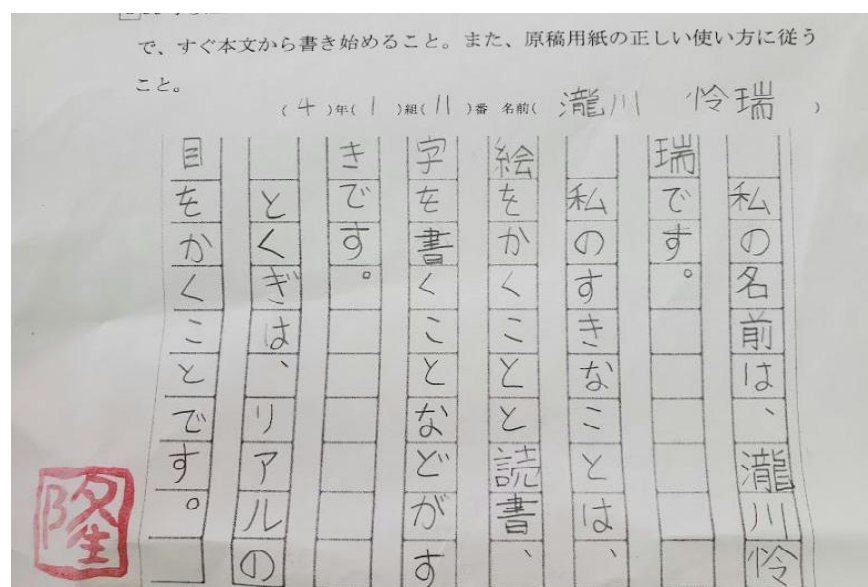 で、すぐ本文から書き始めること。また、原稿用紙の正しい使い方に従う
こと。
(4)年(1)組(11)番 名前( 瀧川 怜瑞 )
私の名前は、瀧川怜
瑞です。
私のすきなことは、
絵をかくことと読書、
字を書くことなどがす
きです。
とくぎは、リアルの
目をかくことです。
隆